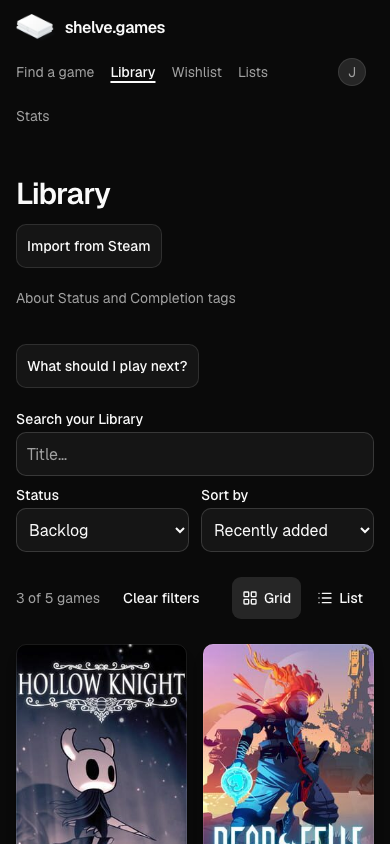 shelve.games
Find a game Library Wishlist Lists J
Stats
Library
Import from Steam
About Status and Completion tags
What should I play next?
Search your Library
Title...
Status Sort by
Backlog Recently added
3 of 5 games Clear filters Grid List
HOLLOW KNIGHT
DEAD CELLS